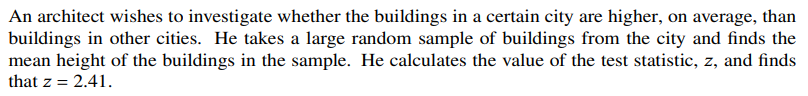 An architect wishes to investigate whether the buildings in a certain city are higher, on average, than
buildings in other cities. He takes a large random sample of buildings from the city and finds the
mean height of the buildings in the sample. He calculates the value of the test statistic, z, and finds
that z = 2.41.